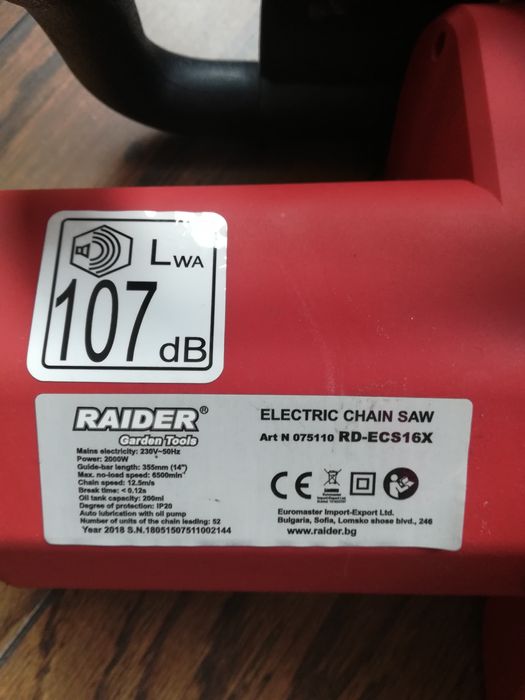 LWA
107 dB
RAIDER®
Garden Tools
Mains electricity: 230V~50Hz
Power: 2000W
Guide-bar length: 355mm (14")
Max. no-load speed: 6500min⁻¹
Chain speed: 12.5m/s
Break time: < 0.12s
Oil tank capacity: 200ml
Degree of protection: IP20
Auto lubrication with oil pump
Number of units of the chain leading: 52
Year 2018 S.N.18051507511002144
ELECTRIC CHAIN SAW
Art N 075110 RD-ECS16X
CE
Euromaster Import-Export Ltd.
Bulgaria, Sofia, Lomsko shose blvd., 246
www.raider.bg